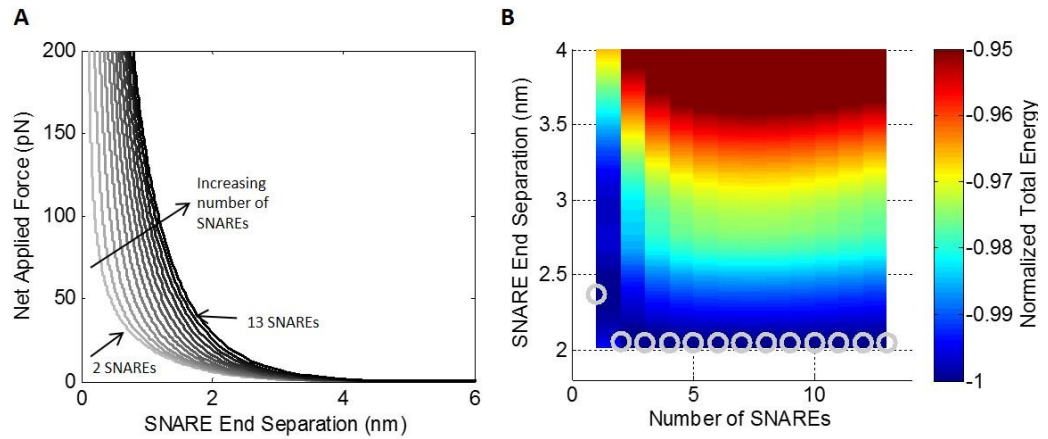 A
200
150
100
50
0
Net Applied Force (pN)
Increasing
number of
SNAREs
13 SNAREs
2 SNAREs
0
2
4
6
SNARE End Separation (nm)
B
4
3.5
3
2.5
2
SNARE End Separation (nm)
0
5
10
Number of SNAREs
-0.95
-0.96
-0.97
-0.98
-0.99
-1
Normalized Total Energy